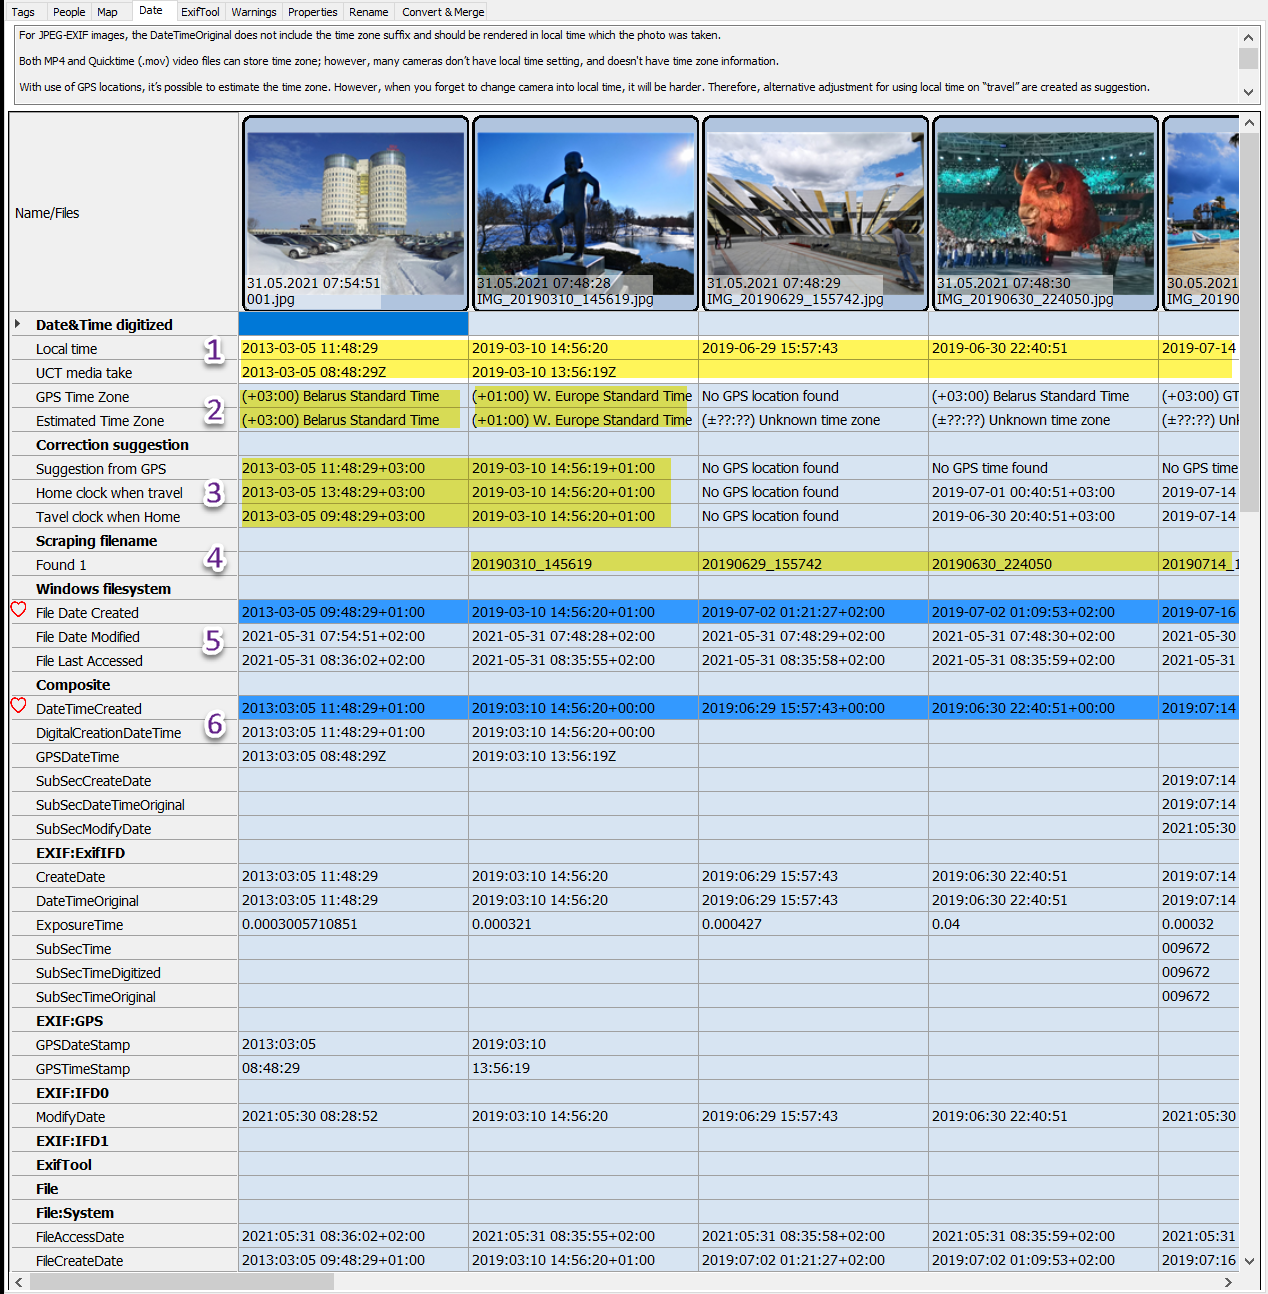 Tags People Map Date ExifTool Warnings Properties Rename Convert & Merge
For JPEG-EXIF images, the DateTimeOriginal does not include the time zone suffix and should be rendered in local time which the photo was taken.
Both MP4 and Quicktime (.mov) video files can store time zone; however, many cameras don't have local time setting, and doesn't have time zone information.
With use of GPS locations, it's possible to estimate the time zone. However, when you forget to change camera into local time, it will be harder. Therefore, alternative adjustment for using local time on “travel” are created as suggestion.
Name/Files
31.05.2021 07:54:51 31.05.2021 07:48:28 31.05.2021 07:48:29 31.05.2021 07:48:30 30.05.2021
001.jpg IMG_20190310_145619.jpg IMG_20190629_155742.jpg IMG_20190630_224050.jpg IMG_20190
Date&Time digitized
1
Local time 2013-03-05 11:48:29 2019-03-10 14:56:20 2019-06-29 15:57:43 2019-06-30 22:40:51 2019-07-14
UCT media take 2013-03-05 08:48:29Z 2019-03-10 13:56:19Z
2
GPS Time Zone (+03:00) Belarus Standard Time (+01:00) W. Europe Standard Time No GPS location found (+03:00) Belarus Standard Time (+03:00) GT
Estimated Time Zone (+03:00) Belarus Standard Time (+01:00) W. Europe Standard Time (±??:??) Unknown time zone (±??:??) Unknown time zone (±??:??) Un
Correction suggestion
Suggestion from GPS 2013-03-05 11:48:29+03:00 2019-03-10 14:56:19+01:00 No GPS location found No GPS time found No GPS time
3
Home clock when travel 2013-03-05 13:48:29+03:00 2019-03-10 14:56:20+01:00 No GPS location found 2019-07-01 00:40:51+03:00 2019-07-14
Tavel clock when Home 2013-03-05 09:48:29+03:00 2019-03-10 14:56:20+01:00 No GPS location found 2019-06-30 20:40:51+03:00 2019-07-14
Scraping filename
4
Found 1 20190310_145619 20190629_155742 20190630_224050 20190714_1
Windows filesystem
File Date Created 2013-03-05 09:48:29+01:00 2019-03-10 14:56:20+01:00 2019-07-02 01:21:27+02:00 2019-07-02 01:09:53+02:00 2019-07-16
5
File Date Modified 2021-05-31 07:54:51+02:00 2021-05-31 07:48:28+02:00 2021-05-31 07:48:29+02:00 2021-05-31 07:48:30+02:00 2021-05-30
File Last Accessed 2021-05-31 08:36:02+02:00 2021-05-31 08:35:55+02:00 2021-05-31 08:35:58+02:00 2021-05-31 08:35:59+02:00 2021-05-31
Composite
DateTimeCreated 2013:03:05 11:48:29+01:00 2019:03:10 14:56:20+00:00 2019:06:29 15:57:43+00:00 2019:06:30 22:40:51+00:00 2019:07:14
6
DigitalCreationDateTime 2013:03:05 11:48:29+01:00 2019:03:10 14:56:20+00:00
GPSDateTime 2013:03:05 08:48:29Z 2019:03:10 13:56:19Z
SubSecCreateDate 2019:07:14
SubSecDateTimeOriginal 2019:07:14
SubSecModifyDate 2021:05:30
EXIF:ExifIFD
CreateDate 2013:03:05 11:48:29 2019:03:10 14:56:20 2019:06:29 15:57:43 2019:06:30 22:40:51 2019:07:14
DateTimeOriginal 2013:03:05 11:48:29 2019:03:10 14:56:20 2019:06:29 15:57:43 2019:06:30 22:40:51 2019:07:14
ExposureTime 0.0003005710851 0.000321 0.000427 0.04 0.00032
SubSecTime 009672
SubSecTimeDigitized 009672
SubSecTimeOriginal 009672
EXIF:GPS
GPSDateStamp 2013:03:05 2019:03:10
GPSTimeStamp 08:48:29 13:56:19
EXIF:IFD0
ModifyDate 2021:05:30 08:28:52 2019:03:10 14:56:20 2019:06:29 15:57:43 2019:06:30 22:40:51 2021:05:30
EXIF:IFD1
ExifTool
File
File:System
FileAccessDate 2021:05:31 08:36:02+02:00 2021:05:31 08:35:55+02:00 2021:05:31 08:35:58+02:00 2021:05:31 08:35:59+02:00 2021:05:31
FileCreateDate 2013:03:05 09:48:29+01:00 2019:03:10 14:56:20+01:00 2019:07:02 01:21:27+02:00 2019:07:02 01:09:53+02:00 2019:07:16